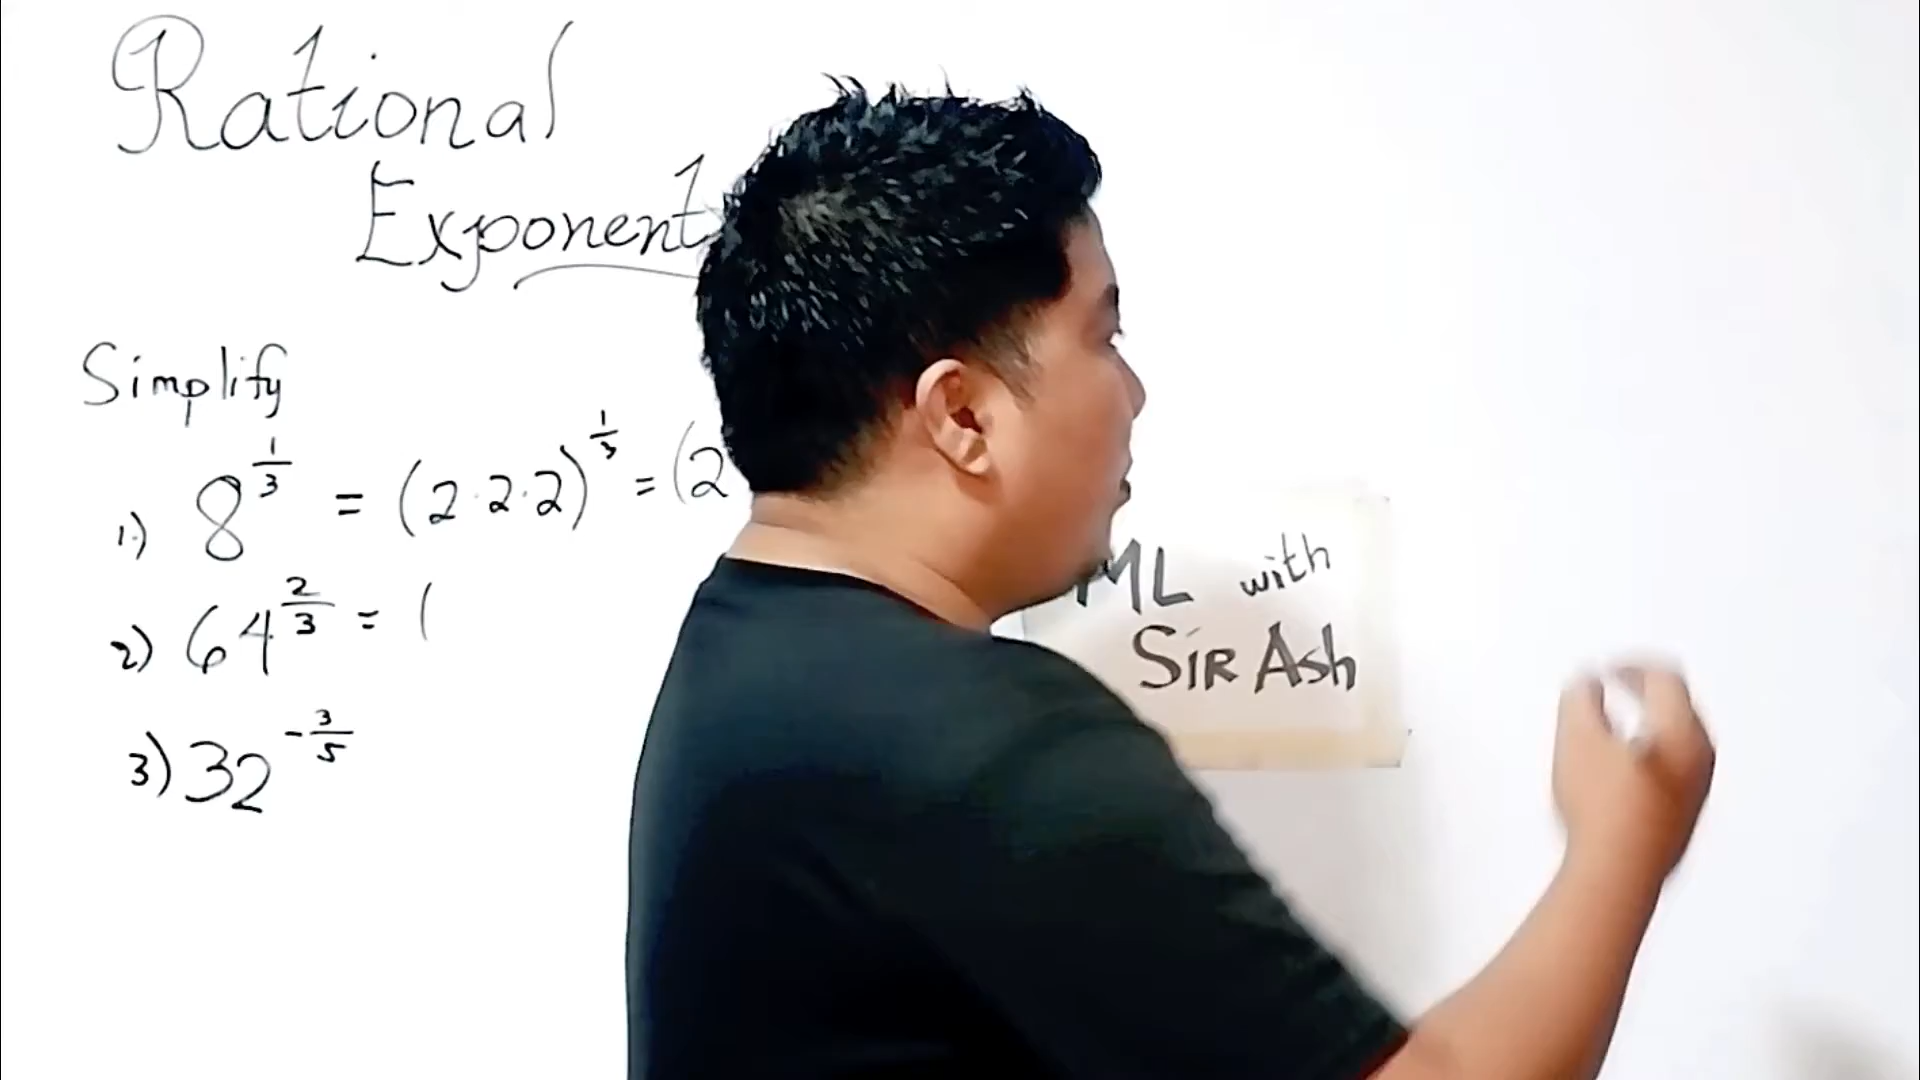 Rational
Exponent
Simplify
1.) 8^{1/3} = (2·2·2)^{1/3} = (2
2) 64^{2/3} = (
3) 32^{-3/5}
ML with
Sir Ash